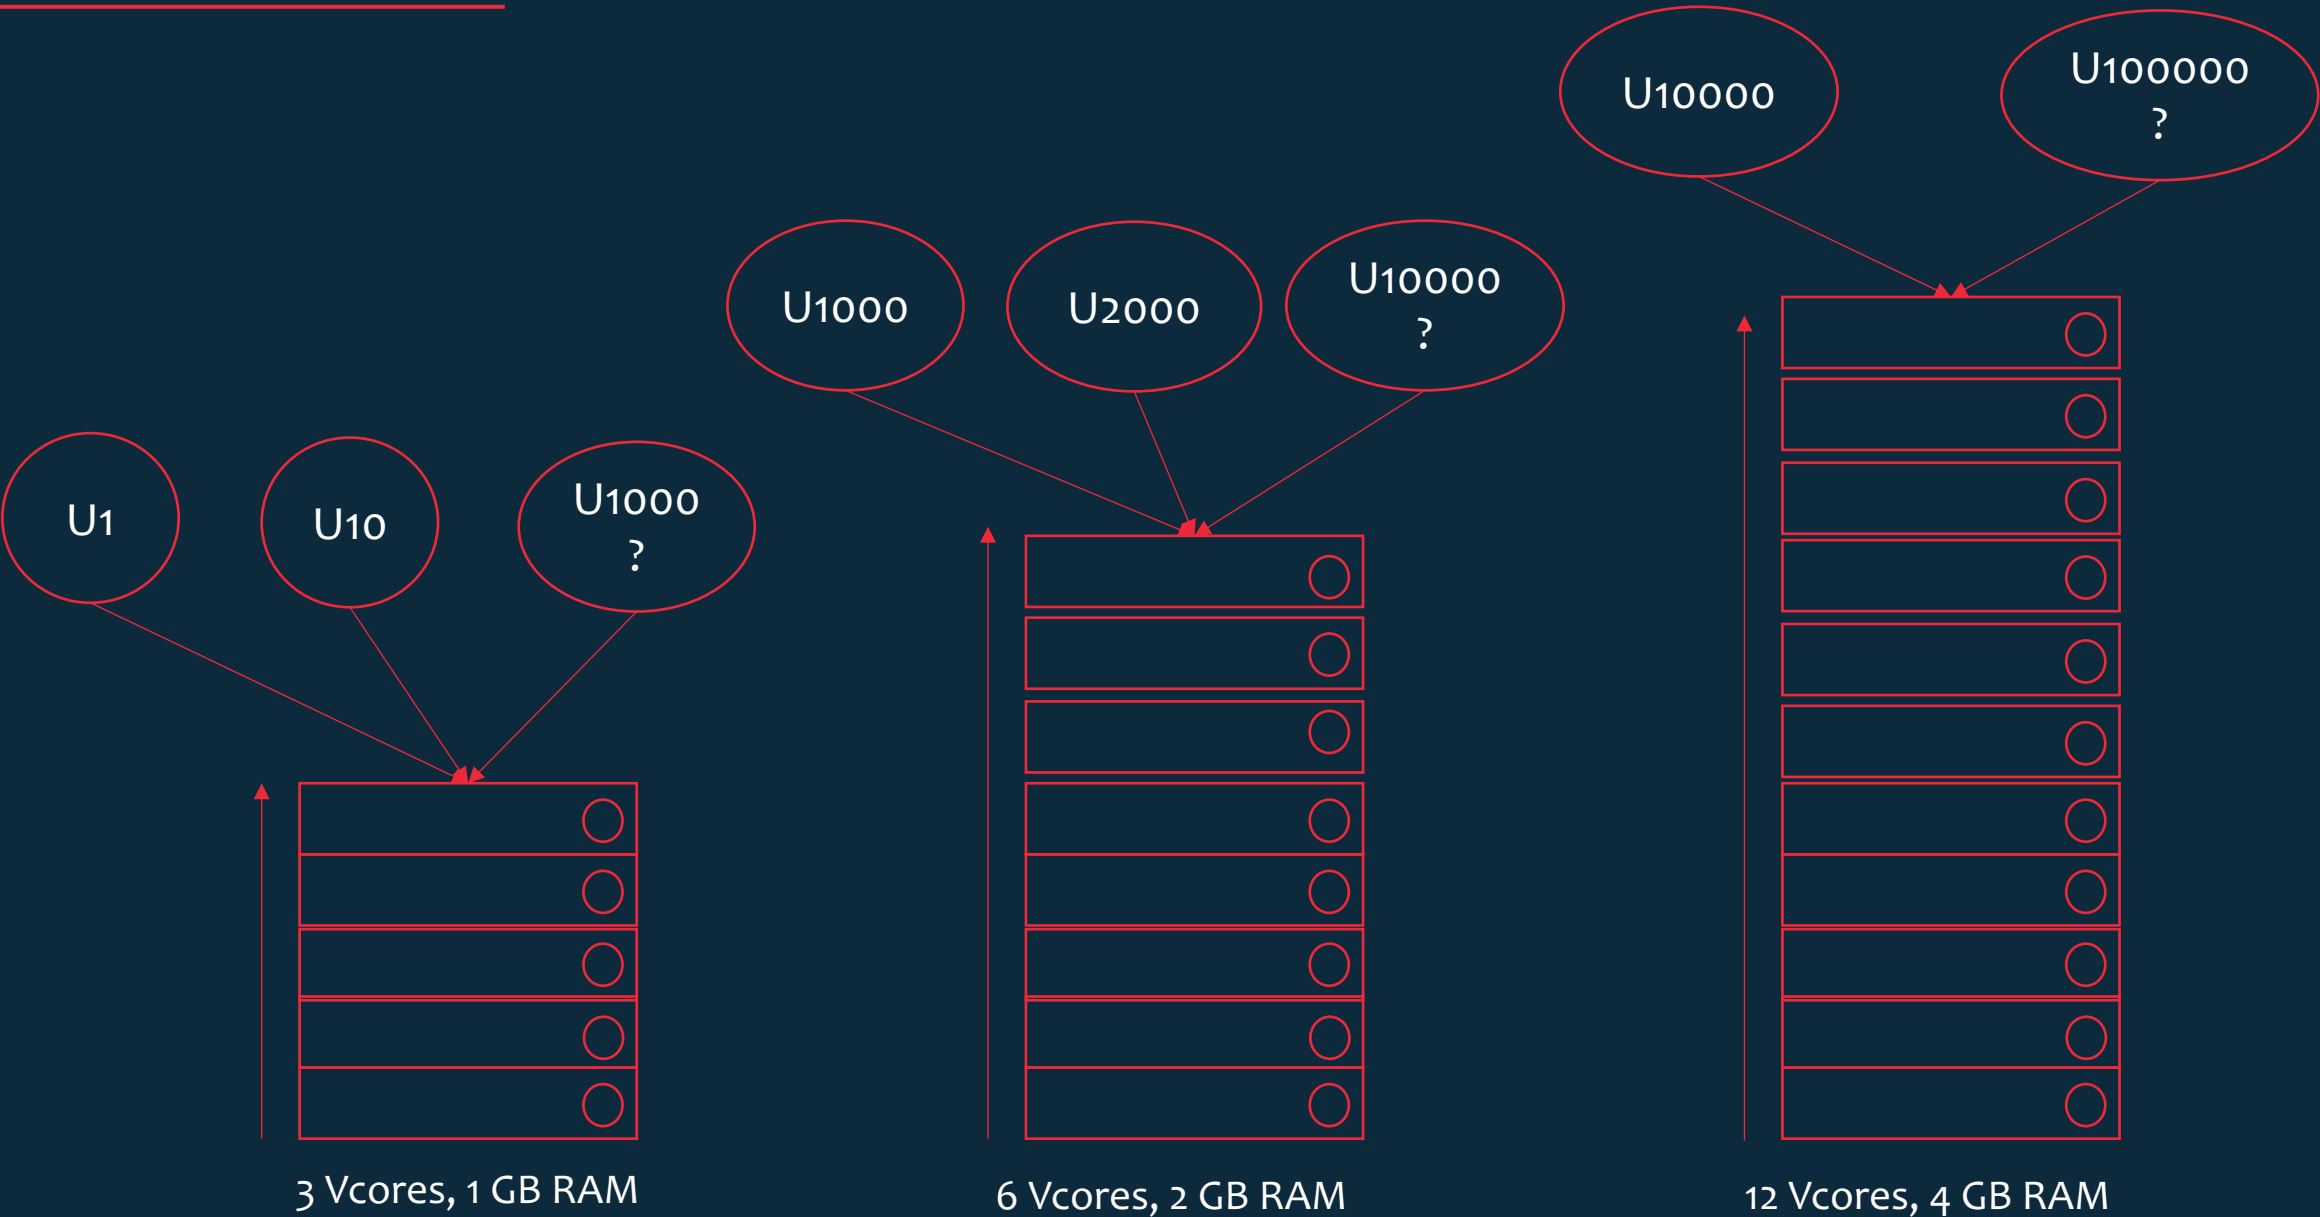 U10000
U100000
?
U1000
U2000
U10000
?
U1
U10
U1000
?
3 Vcores, 1 GB RAM
6 Vcores, 2 GB RAM
12 Vcores, 4 GB RAM